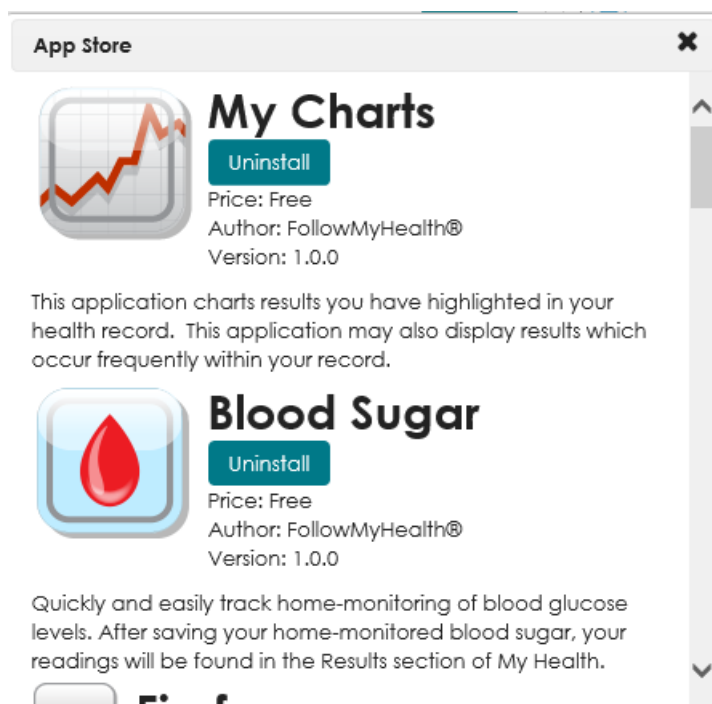 App Store
My Charts
Uninstall
Price: Free
Author: FollowMyHealth®
Version: 1.0.0
This application charts results you have highlighted in your
health record.  This application may also display results which
occur frequently within your record.
Blood Sugar
Uninstall
Price: Free
Author: FollowMyHealth®
Version: 1.0.0
Quickly and easily track home-monitoring of blood glucose
levels. After saving your home-monitored blood sugar, your
readings will be found in the Results section of My Health.